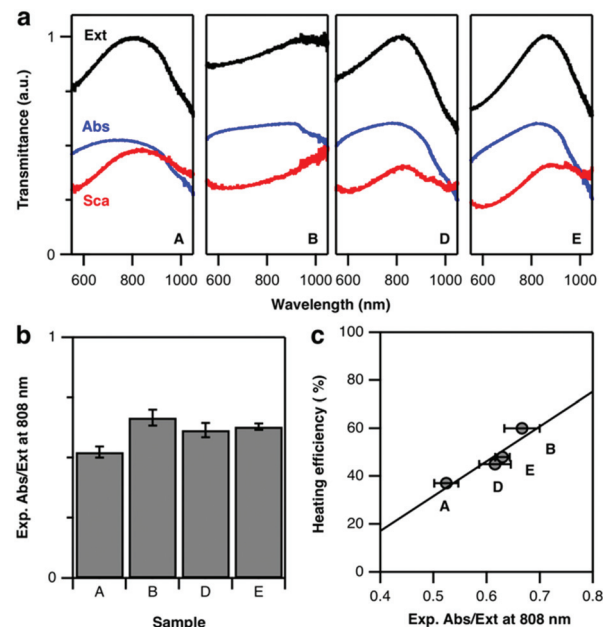 a
Transmittance (a.u.)
1
0
Ext
Abs
Sca
A
B
D
E
600 800 1000
600 800 1000
600 800 1000
600 800 1000
Wavelength (nm)
b
Exp. Abs/Ext at 808 nm
1
0
A B D E
Sample
c
Heating efficiency (%)
100
80
60
40
20
0
B
E
D
A
0.4 0.5 0.6 0.7 0.8
Exp. Abs/Ext at 808 nm